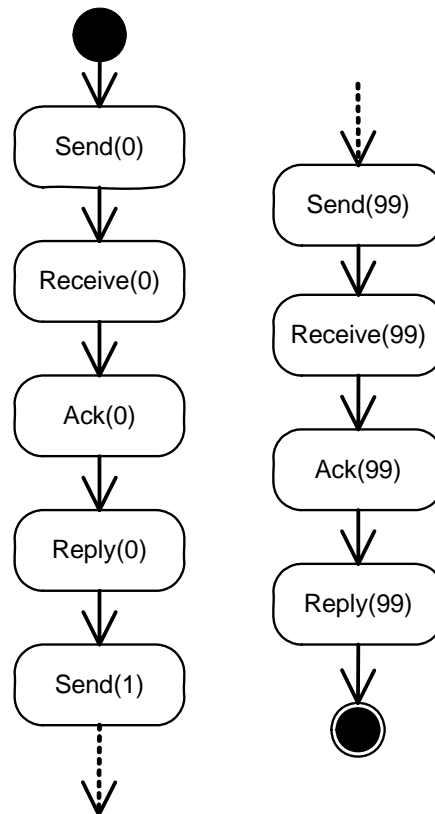 Send(0)
Receive(0)
Ack(0)
Reply(0)
Send(1)
Send(99)
Receive(99)
Ack(99)
Reply(99)